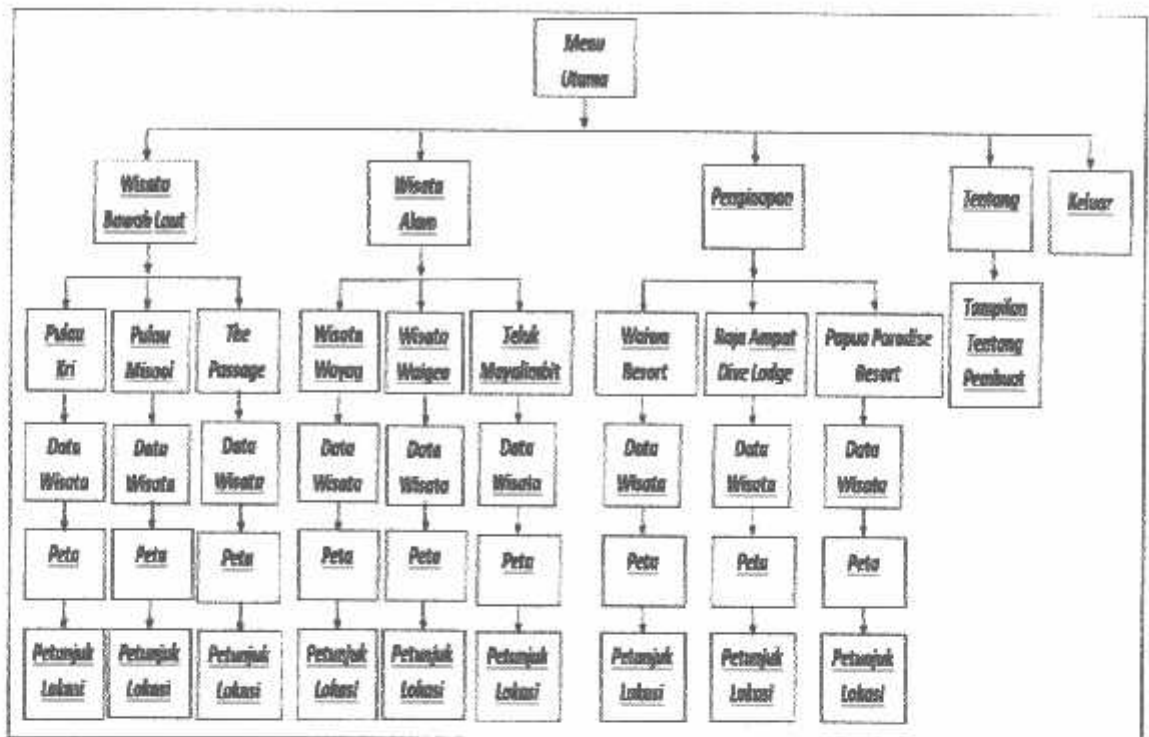 Menu
Utama
Wisata
Bawah Laut
Wisata
Alam
Pengisapan
Tentang
Keluar
Pulau
Kri
Pulau
Misool
The
Passage
Wisata
Wayag
Wisata
Waigeo
Teluk
Mayalimbit
Waiwo
Resort
Raja Ampat
Dive Lodge
Papua Paradise
Resort
Tampilan
Tentang
Pembuat
Data
Wisata
Data
Wisata
Data
Wisata
Data
Wisata
Data
Wisata
Data
Wisata
Data
Wisata
Data
Wisata
Data
Wisata
Peta
Peta
Peta
Peta
Peta
Peta
Peta
Peta
Peta
Petunjuk
Lokasi
Petunjuk
Lokasi
Petunjuk
Lokasi
Petunjuk
Lokasi
Petunjuk
Lokasi
Petunjuk
Lokasi
Petunjuk
Lokasi
Petunjuk
Lokasi
Petunjuk
Lokasi